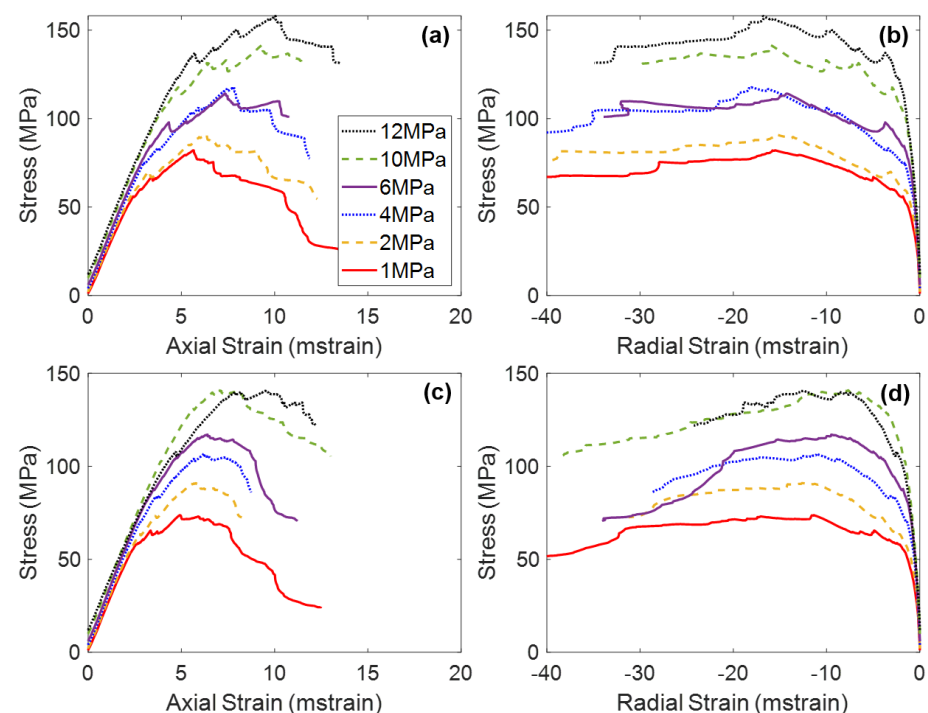 (a)
150
100
50
0
Stress (MPa)
0 5 10 15 20
Axial Strain (mstrain)
12MPa
10MPa
6MPa
4MPa
2MPa
1MPa
(b)
150
100
50
0
Stress (MPa)
-40 -30 -20 -10 0
Radial Strain (mstrain)
(c)
150
100
50
0
Stress (MPa)
0 5 10 15 20
Axial Strain (mstrain)
(d)
150
100
50
0
Stress (MPa)
-40 -30 -20 -10 0
Radial Strain (mstrain)